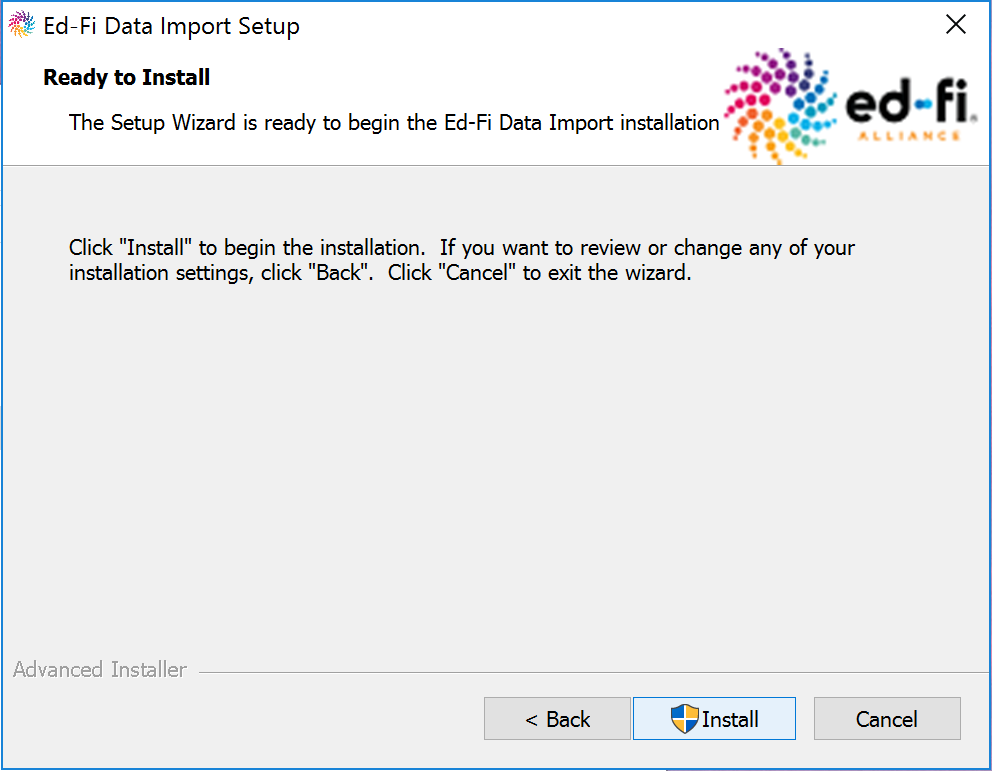 Ed-Fi Data Import Setup
Ready to Install
The Setup Wizard is ready to begin the Ed-Fi Data Import installation
ed-fi®
ALLIANCE
Click "Install" to begin the installation.  If you want to review or change any of your
installation settings, click "Back".  Click "Cancel" to exit the wizard.
Advanced Installer
< Back
Install
Cancel